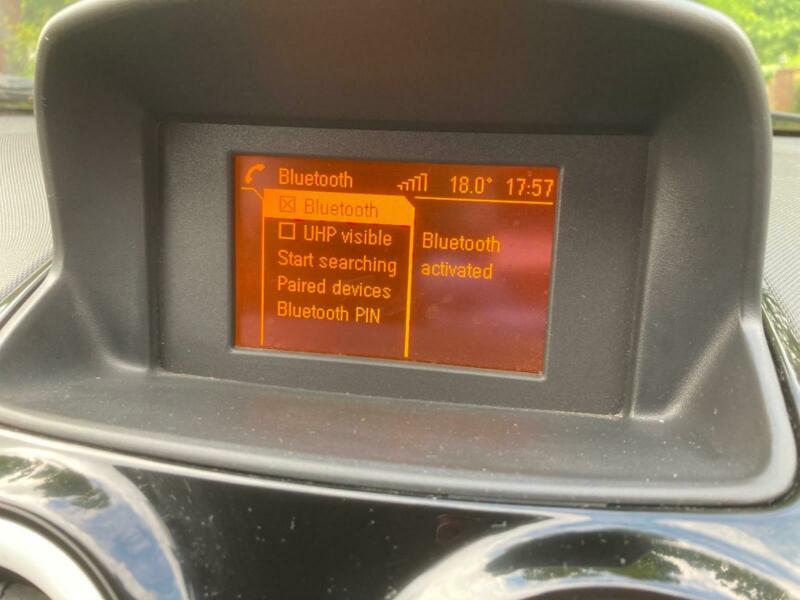 Bluetooth 18.0° 17:57
Bluetooth
UHP visible
Start searching
Paired devices
Bluetooth PIN
Bluetooth
activated